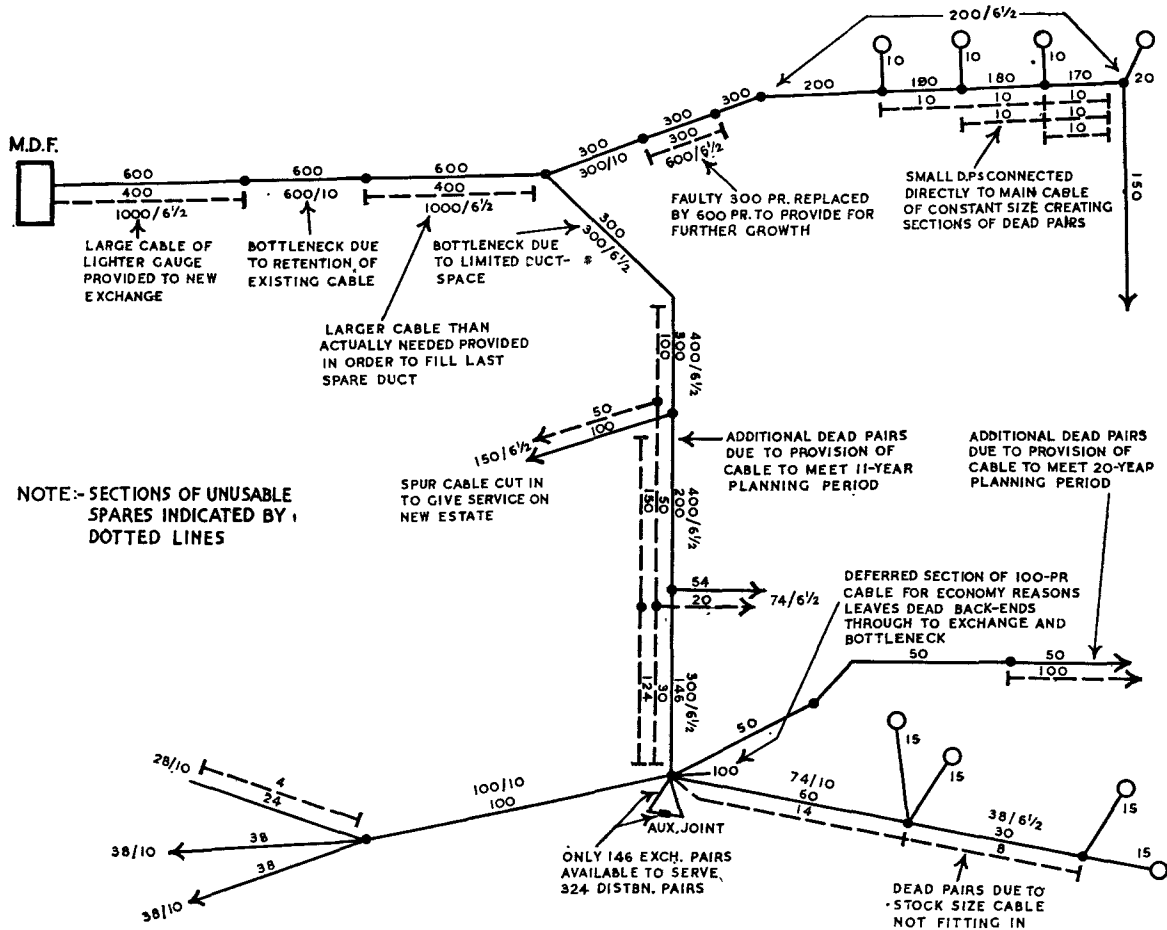 200/6½
10
10
10
20
200
190
180
170
10
10
10
10
10
10
150
M.D.F.
600
400
1000/6½
600
600/10
600
400
1000/6½
300
300/10
300
300
600/6½
300
300
300/6½
LARGE CABLE OF
LIGHTER GAUGE
PROVIDED TO NEW
EXCHANGE
BOTTLENECK DUE
TO RETENTION OF
EXISTING CABLE
BOTTLENECK DUE
TO LIMITED DUCT-
SPACE
FAULTY 300 PR. REPLACED
BY 600 PR. TO PROVIDE FOR
FURTHER GROWTH
SMALL D.PS CONNECTED
DIRECTLY TO MAIN CABLE
OF CONSTANT SIZE CREATING
SECTIONS OF DEAD PAIRS
LARGER CABLE THAN
ACTUALLY NEEDED PROVIDED
IN ORDER TO FILL LAST
SPARE DUCT
400/6½
300
100
50
100
150/6½
SPUR CABLE CUT IN
TO GIVE SERVICE ON
NEW ESTATE
ADDITIONAL DEAD PAIRS
DUE TO PROVISION OF
CABLE TO MEET 11-YEAR
PLANNING PERIOD
ADDITIONAL DEAD PAIRS
DUE TO PROVISION OF
CABLE TO MEET 20-YEAR
PLANNING PERIOD
NOTE:- SECTIONS OF UNUSABLE
SPARES INDICATED BY
DOTTED LINES
400/6½
200
50
150
54
20
74/6½
DEFERRED SECTION OF 100-PR
CABLE FOR ECONOMY REASONS
LEAVES DEAD BACK-ENDS
THROUGH TO EXCHANGE AND
BOTTLENECK
300/6½
146
30
124
50
50
50
100
100
28/10
4
24
38/10
38
38
38/10
100/10
100
AUX. JOINT
ONLY 146 EXCH. PAIRS
AVAILABLE TO SERVE
324 DISTBN. PAIRS
74/10
60
14
15
15
38/6½
30
8
15
15
DEAD PAIRS DUE TO
STOCK SIZE CABLE
NOT FITTING IN